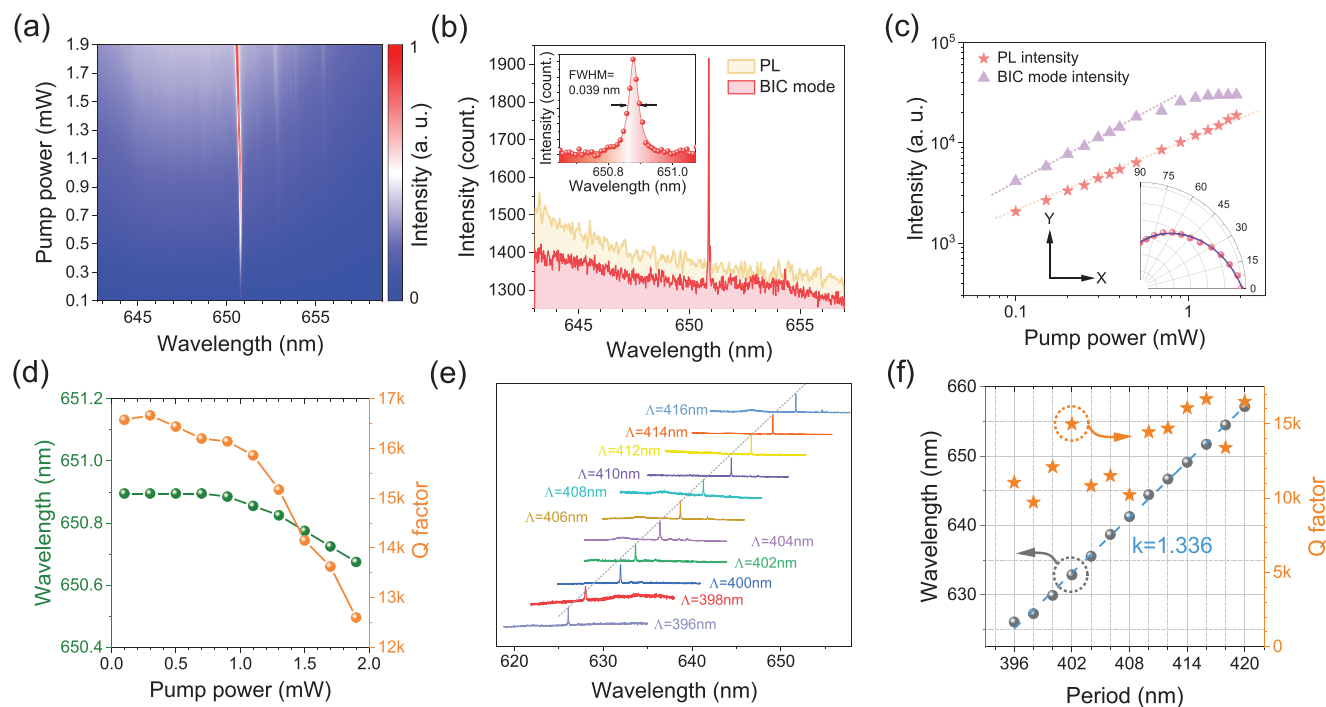 (a)
1.9
1.7
1.5
1.3
1.1
0.9
0.7
0.5
0.3
0.1
Pump power (mW)
645
650
655
Wavelength (nm)
1
0
Intensity (a. u.)
(b)
1900
1800
1700
1600
1500
1400
1300
Intensity (count.)
645
650
655
Wavelength (nm)
PL
BIC mode
FWHM=
0.039 nm
Intensity (count.)
650.8
651.0
Wavelength (nm)
(c)
10⁵
10⁴
10³
Intensity (a. u.)
PL intensity
BIC mode intensity
Y
X
90
75
60
45
30
15
0
0.1
1
Pump power (mW)
(d)
651.2
651.0
650.8
650.6
650.4
Wavelength (nm)
17k
16k
15k
14k
13k
12k
Q factor
0.0
0.5
1.0
1.5
2.0
Pump power (mW)
(e)
Λ=416nm
Λ=414nm
Λ=412nm
Λ=410nm
Λ=408nm
Λ=406nm
Λ=404nm
Λ=402nm
Λ=400nm
Λ=398nm
Λ=396nm
620
630
640
650
Wavelength (nm)
(f)
660
650
640
630
Wavelength (nm)
k=1.336
15k
10k
5k
0
Q factor
396
402
408
414
420
Period (nm)